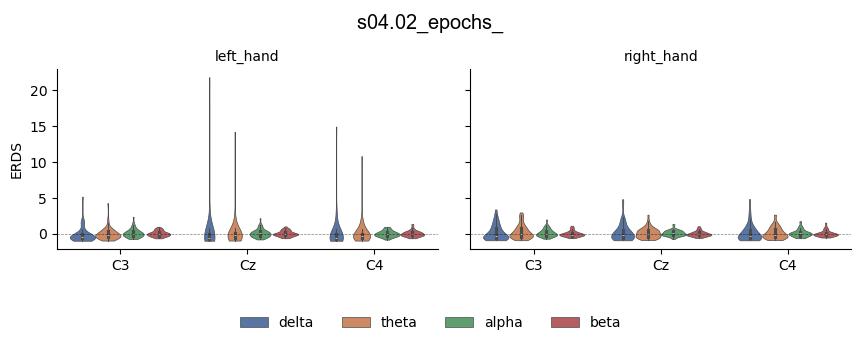 s04.02_epochs_
left_hand
right_hand
ERDS
20
15
10
5
0
C3 Cz C4
C3 Cz C4
delta theta alpha beta